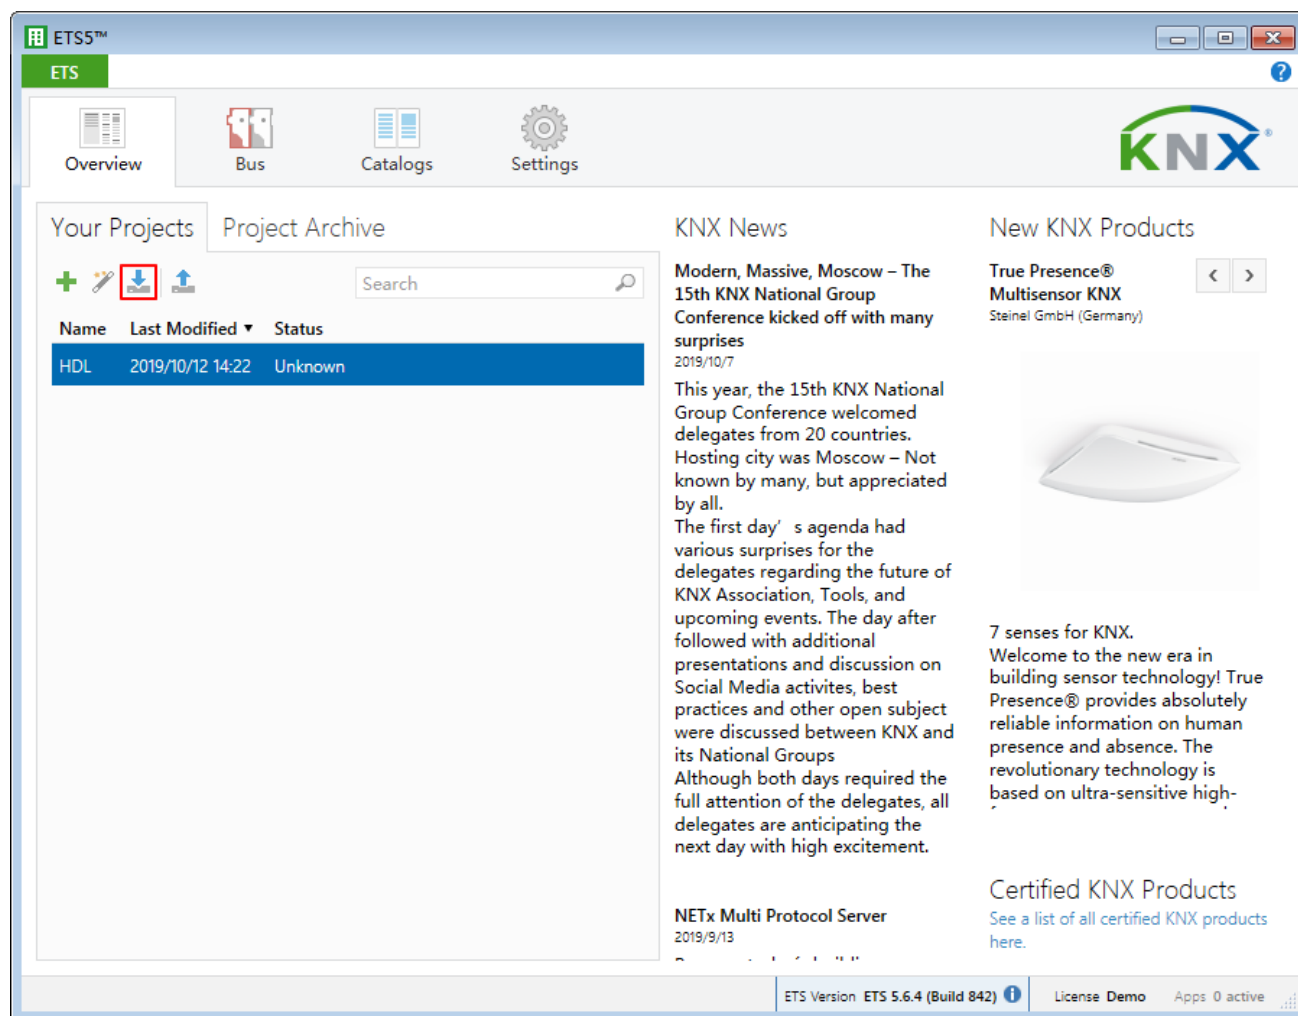 ETS5™
ETS
?
Overview
Bus
Catalogs
Settings
KNX®
Your Projects
Project Archive
Search
Name Last Modified ▼ Status
HDL 2019/10/12 14:22 Unknown
KNX News
Modern, Massive, Moscow – The
15th KNX National Group
Conference kicked off with many
surprises
2019/10/7
This year, the 15th KNX National
Group Conference welcomed
delegates from 20 countries.
Hosting city was Moscow – Not
known by many, but appreciated
by all.
The first day’s agenda had
various surprises for the
delegates regarding the future of
KNX Association, Tools, and
upcoming events. The day after
followed with additional
presentations and discussion on
Social Media activites, best
practices and other open subject
were discussed between KNX and
its National Groups
Although both days required the
full attention of the delegates, all
delegates are anticipating the
next day with high excitement.
NETx Multi Protocol Server
2019/9/13
New KNX Products
True Presence®
Multisensor KNX
Steinel GmbH (Germany)
7 senses for KNX.
Welcome to the new era in
building sensor technology! True
Presence® provides absolutely
reliable information on human
presence and absence. The
revolutionary technology is
based on ultra-sensitive high-
Certified KNX Products
See a list of all certified KNX products
here.
ETS Version ETS 5.6.4 (Build 842)
License Demo
Apps 0 active